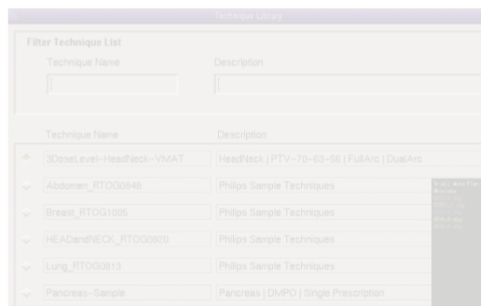 Technique Library
Filter Technique List
Technique Name Description
Technique Name Description
3DoseLevel-HeadNeck-VMAT HeadNeck | PTV-70-63-56 | FullArc | DualArc
Abdomen_RTOG0848 Philips Sample Techniques
Breast_RTOG1005 Philips Sample Techniques
HEADandNECK_RTOG0920 Philips Sample Techniques
Lung_RTOG0813 Philips Sample Techniques
Pancreas-Sample Pancreas | DMPO | Single Prescription